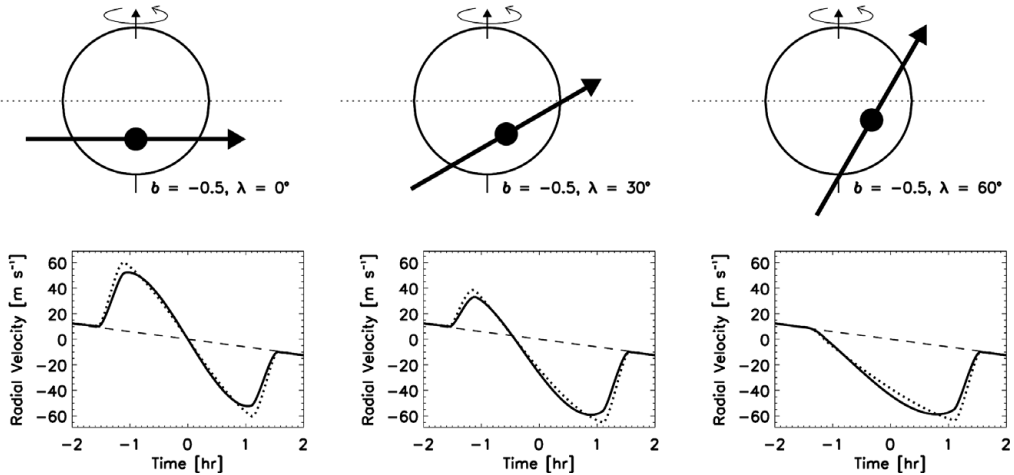 b = −0.5, λ = 0°
b = −0.5, λ = 30°
b = −0.5, λ = 60°
Radial Velocity [m s⁻¹]
60
40
20
0
−20
−40
−60
−2 −1 0 1 2
Time [hr]
Radial Velocity [m s⁻¹]
60
40
20
0
−20
−40
−60
−2 −1 0 1 2
Time [hr]
Radial Velocity [m s⁻¹]
60
40
20
0
−20
−40
−60
−2 −1 0 1 2
Time [hr]